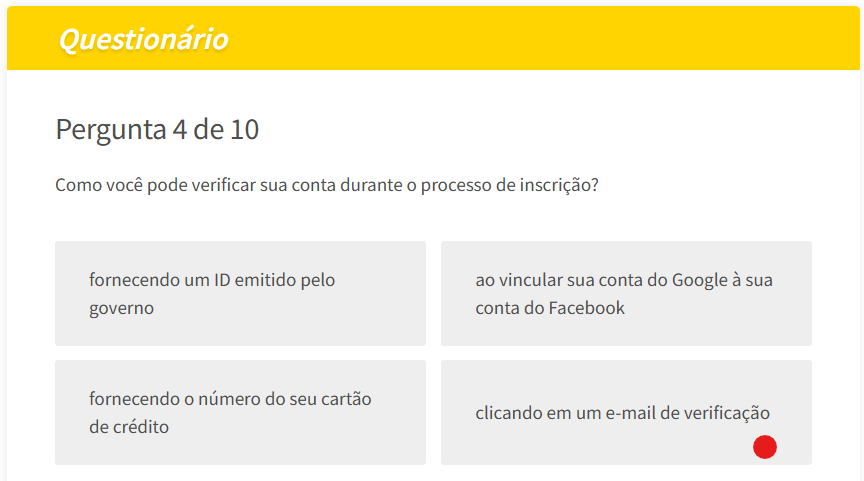 Questionário
Pergunta 4 de 10
Como você pode verificar sua conta durante o processo de inscrição?
fornecendo um ID emitido pelo
governo
ao vincular sua conta do Google à sua
conta do Facebook
fornecendo o número do seu cartão
de crédito
clicando em um e-mail de verificação